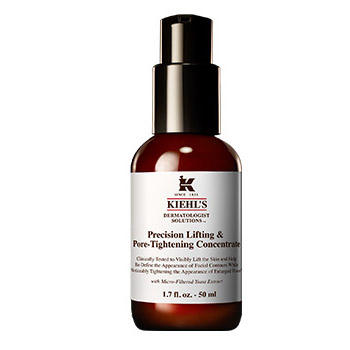 K
SINCE 1851
KIEHL'S
DERMATOLOGIST
SOLUTIONS™
Precision Lifting &
Pore-Tightening Concentrate
Clinically Tested to Visibly Lift the Skin and Help
Re-Define the Appearance of Facial Contours While
Noticeably Tightening the Appearance of Enlarged
with Micro-Filtered Yeast Extract
1.7 fl. oz. - 50 ml